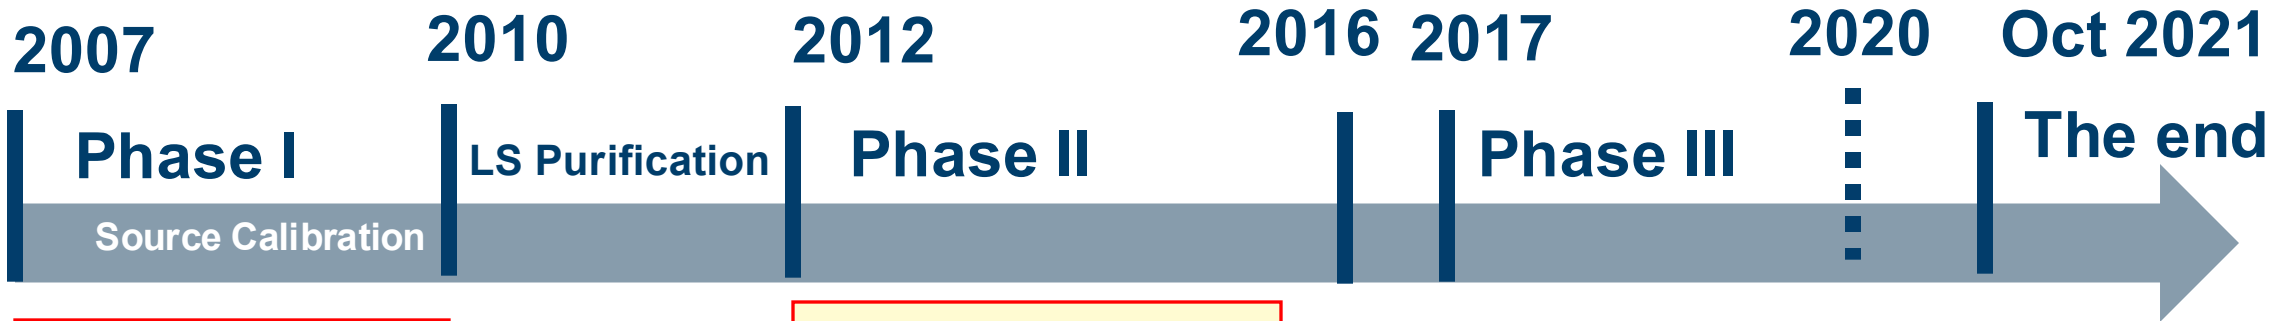 2007 2010 2012 2016 2017 2020 Oct 2021
Phase I LS Purification Phase II Phase III The end
Source Calibration